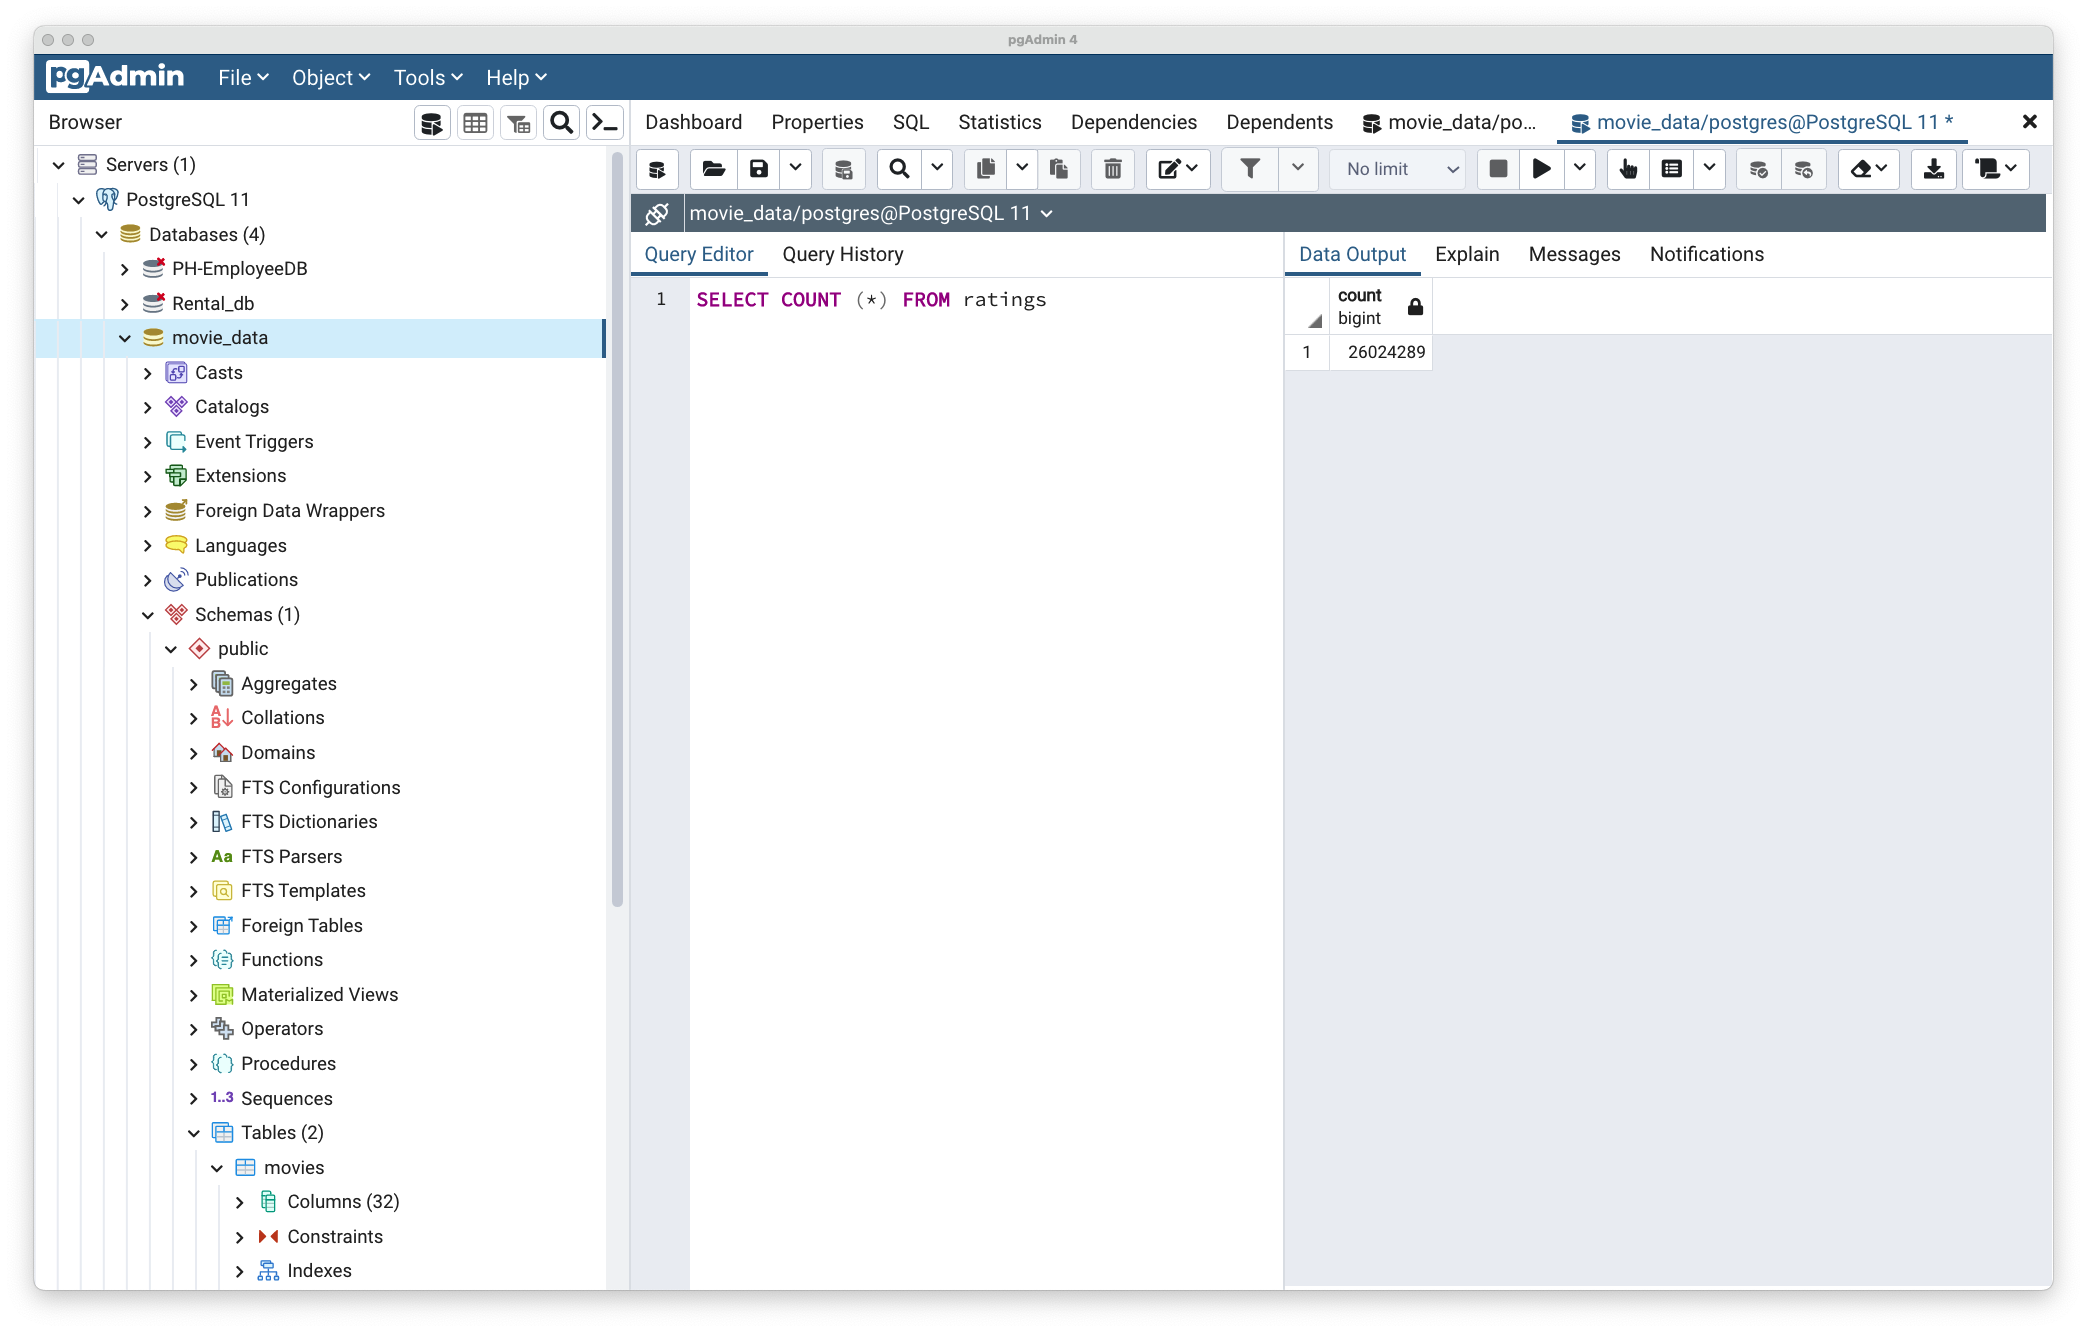 pgAdmin 4
pgAdmin File Object Tools Help
Browser
Dashboard Properties SQL Statistics Dependencies Dependents movie_data/po... movie_data/postgres@PostgreSQL 11 *
No limit
movie_data/postgres@PostgreSQL 11
Servers (1)
PostgreSQL 11
Databases (4)
PH-EmployeeDB
Rental_db
movie_data
Casts
Catalogs
Event Triggers
Extensions
Foreign Data Wrappers
Languages
Publications
Schemas (1)
public
Aggregates
Collations
Domains
FTS Configurations
FTS Dictionaries
Aa FTS Parsers
FTS Templates
Foreign Tables
Functions
Materialized Views
Operators
Procedures
1..3 Sequences
Tables (2)
movies
Columns (32)
Constraints
Indexes
Query Editor Query History
1 SELECT COUNT (*) FROM ratings
Data Output Explain Messages Notifications
count
bigint
1 26024289